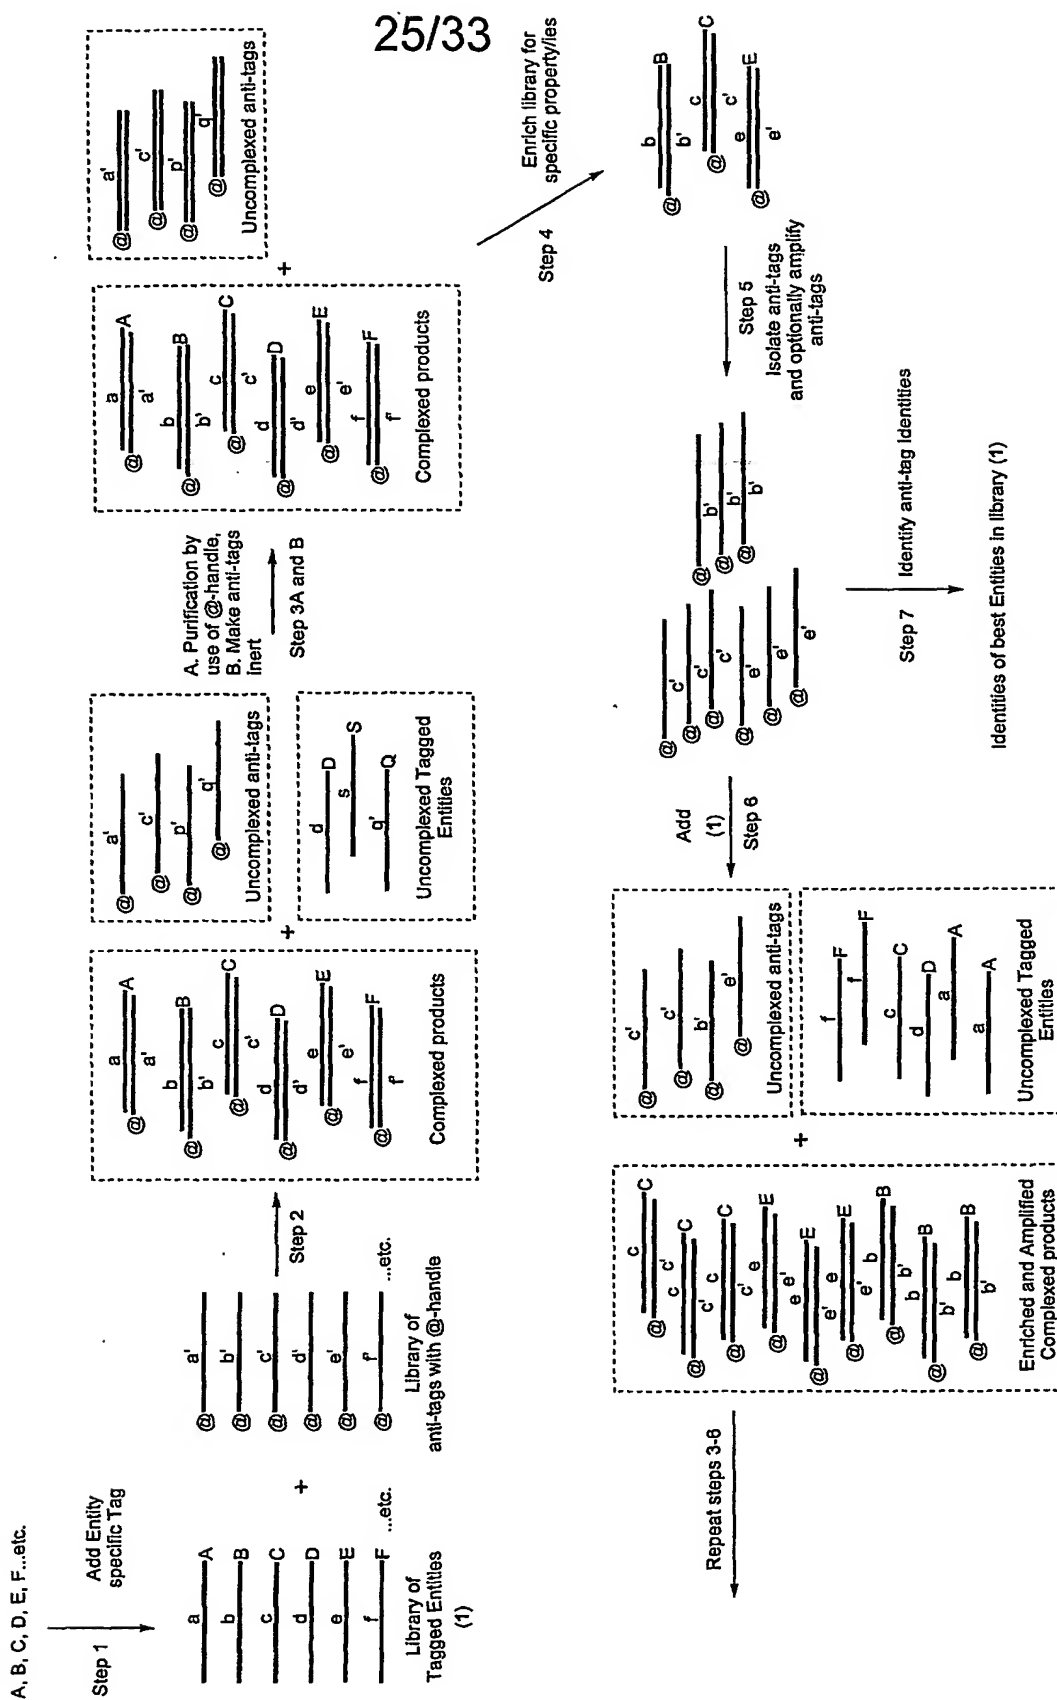 25/33
A, B, C, D, E, F...etc.
Step 1
Add Entity
specific Tag
a A
b B
c C
d D
e E
f F ...etc.
Library of
Tagged Entities
(1)
+
@ a'
@ b'
@ c'
@ d'
@ e'
@ f' ...etc.
Library of
anti-tags with @-handle
Step 2
a A
@ a'
b B
@ b'
c C
@ c'
d D
@ d'
e E
@ e'
f F
@ f'
Complexed products
+
@ a'
@ c'
@ p'
@ q'
Uncomplexed anti-tags
d D
s S
q' Q
Uncomplexed Tagged
Entities
A. Purification by
use of @-handle,
B. Make anti-tags
inert
Step 3A and B
a A
@ a'
b B
@ b'
c C
@ c'
d D
@ d'
e E
@ e'
f F
@ f'
Complexed products
+
@ a'
@ c'
@ p'
@ q'
Uncomplexed anti-tags
Step 4
Enrich library for
specific property/ies
b B
@ b'
c C
@ c'
e E
@ e'
Step 5
Isolate anti-tags
and optionally amplify
anti-tags
@ c'
@ c'
@ c'
@ e'
@ e'
@ e'
@ b'
@ b'
@ b'
Step 7
Identify anti-tag Identities
Identities of best Entities in library (1)
Add
(1)
Step 6
@ c'
@ c'
@ b'
@ e'
Uncomplexed anti-tags
f F
f F
c C
d D
a A
a A
Uncomplexed Tagged
Entities
+
c C
@ c'
c C
@ c'
c C
@ c'
e E
@ e'
e E
@ e'
e E
@ e'
b B
@ b'
b B
@ b'
b B
@ b'
Enriched and Amplified
Complexed products
Repeat steps 3-6